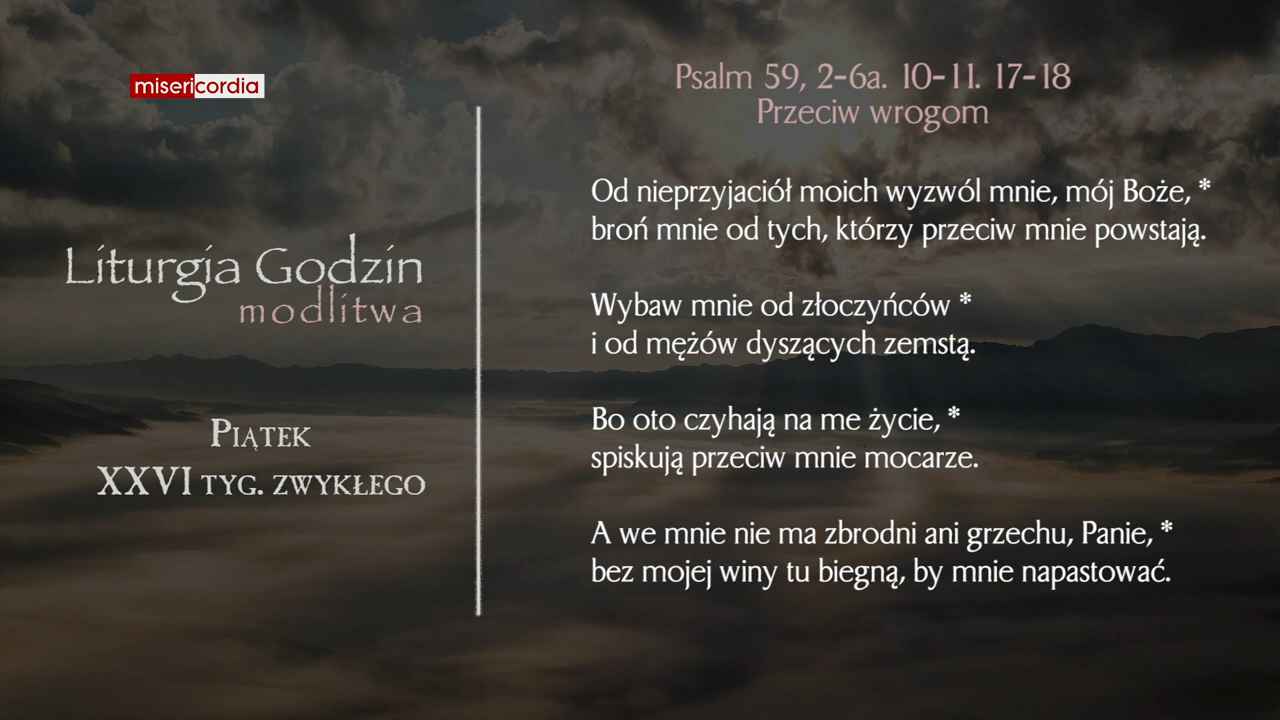 misericordia
Liturgia Godzin
modlitwa
Piątek
XXVI tyg. zwykłego
Psalm 59, 2-6a. 10-11. 17-18
Przeciw wrogom
Od nieprzyjaciół moich wyzwól mnie, mój Boże, *
broń mnie od tych, którzy przeciw mnie powstają.
Wybaw mnie od złoczyńców *
i od mężów dyszących zemstą.
Bo oto czyhają na me życie, *
spiskują przeciw mnie mocarze.
A we mnie nie ma zbrodni ani grzechu, Panie, *
bez mojej winy tu biegną, by mnie napastować.